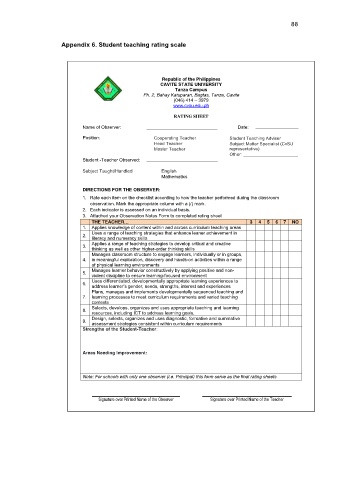 88
Appendix 6. Student teaching rating scale
Republic of the Philippines
CAVITE STATE UNIVERSITY
Tanza Campus
Ph. 2, Bahay Katuparan, Bagtas, Tanza, Cavite
(046) 414 – 3979
www.cvsu.edu.ph
RATING SHEET
Name of Observer: Date:
Position: Cooperating Teacher Student Teaching Adviser
Head Teacher Subject Matter Specialist (CvSU
Master Teacher representative)
Other
Student -Teacher Observed:
Subject Taught/Handled English
Mathematics
DIRECTIONS FOR THE OBSERVER:
1. Rate each item on the checklist according to how the teacher performed during the classroom
observation. Mark the appropriate column with a (/) mark.
2. Each indicator is assessed on an individual basis.
3. Attached your Observation Notes Form to completed rating sheet
THE TEACHER… 3 4 5 6 7 NO
1. Applies knowledge of content within and across curriculum teaching areas
2. Uses a range of teaching strategies that enhance learner achievement in
literacy and numeracy skills
3. Applies a range of teaching strategies to develop critical and creative
thinking as well as other higher-order thinking skills
4. Manages classroom structure to engage learners, individually or in groups,
in meaningful exploration, discovery and hands-on activities within a range
of physical learning environments
5. Manages learner behavior constructively by applying positive and non-
violent discipline to ensure learning-focused environment
6. Uses differentiated, developmentally appropriate learning experiences to
address learner's gender, needs, strengths, interest and experiences
7. Plans, manages and implements developmentally sequenced teaching and
learning processes to meet curriculum requirements and varied teaching
contexts
8. Selects, develops, organizes and uses appropriate teaching and learning
resources, including ICT to address learning goals.
9. Design, selects, organizes and uses diagnostic, formative and summative
assessment strategies consistent within curriculum requirements
Strengths of the Student-Teacher
Areas Needing Improvement:
Note: For schools with only one observer (i.e. Principal) this form serve as the final rating sheets
Signature over Printed Name of the Observer Signature over Printed Name of the Teacher